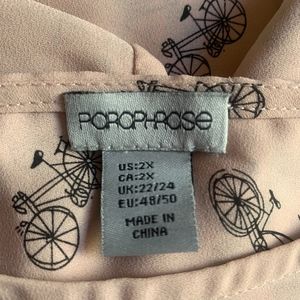 PARAPHRASE
US:2X
CA:2X
UK:22/24
EU:48/50
MADE IN
CHINA